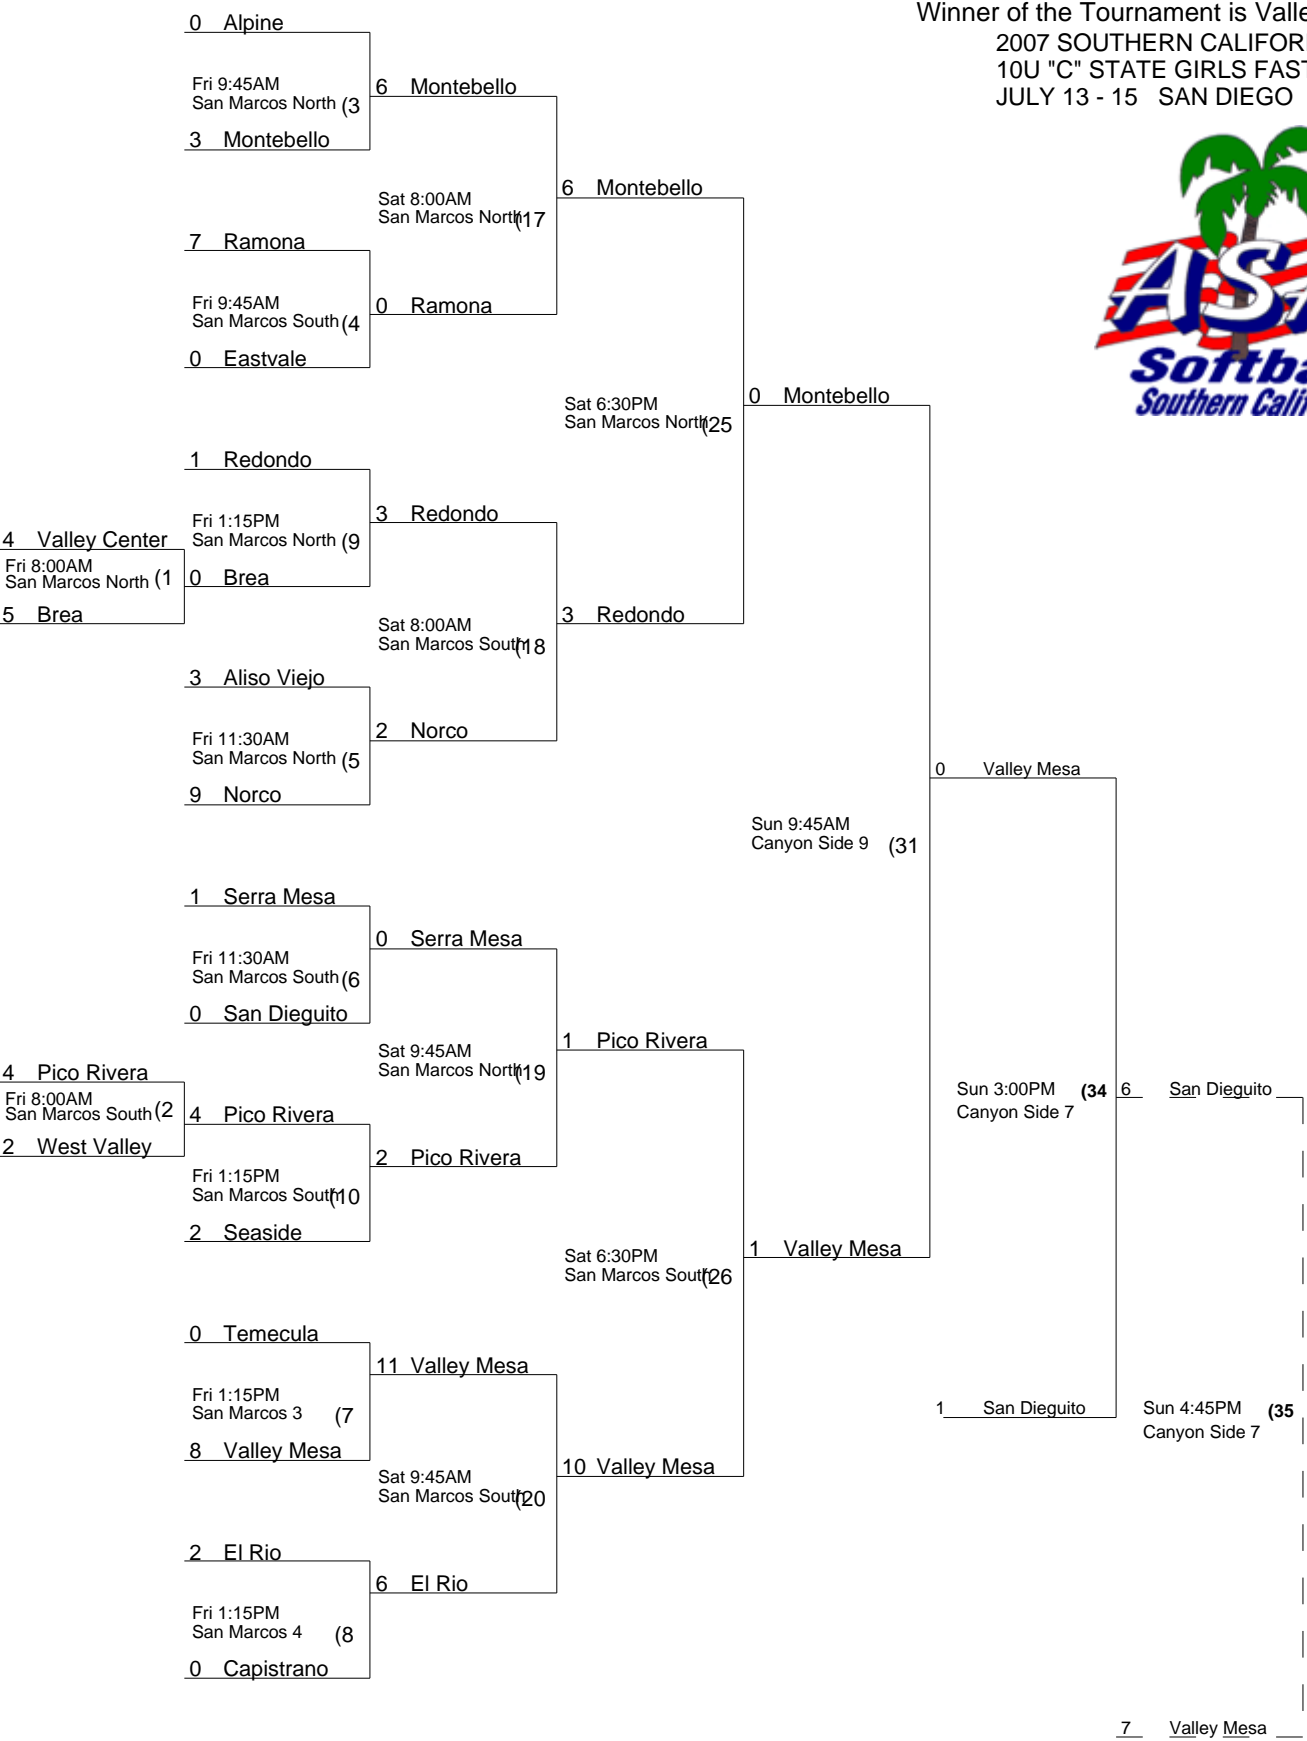 Winner of the Tournament is
2007 SOUTHERN
10U "C" STATE GIRLS
JULY 13 - 15 SAN DIEGO
0 Alpine
Fri 9:45AM
San Marcos North (3
3 Montebello
6 Montebello
Sat 8:00AM
San Marcos North (17
7 Ramona
Fri 9:45AM
San Marcos South (4
0 Eastvale
0 Ramona
6 Montebello
Sat 6:30PM
San Marcos North (25
1 Redondo
Fri 1:15PM
San Marcos North (9
4 Valley Center
Fri 8:00AM
San Marcos North (1
5 Brea
0 Brea
3 Redondo
Sat 8:00AM
San Marcos South (18
3 Aliso Viejo
Fri 11:30AM
San Marcos North (5
9 Norco
2 Norco
3 Redondo
0 Montebello
Sun 9:45AM
Canyon Side 9 (31
1 Serra Mesa
Fri 11:30AM
San Marcos South (6
0 San Dieguito
0 Serra Mesa
Sat 9:45AM
San Marcos North (19
4 Pico Rivera
Fri 8:00AM
San Marcos South (2
2 West Valley
4 Pico Rivera
Fri 1:15PM
San Marcos South (10
2 Seaside
2 Pico Rivera
1 Pico Rivera
Sat 6:30PM
San Marcos South (26
0 Temecula
Fri 1:15PM
San Marcos 3 (7
8 Valley Mesa
11 Valley Mesa
Sat 9:45AM
San Marcos South (20
2 El Rio
Fri 1:15PM
San Marcos 4 (8
0 Capistrano
6 El Rio
10 Valley Mesa
1 Valley Mesa
0 Valley Mesa
Sun 3:00PM (34
Canyon Side 7
1 San Dieguito
6 San Dieguito
Sun 4:45PM (35
Canyon Side 7
7 Valley Mesa
Southern